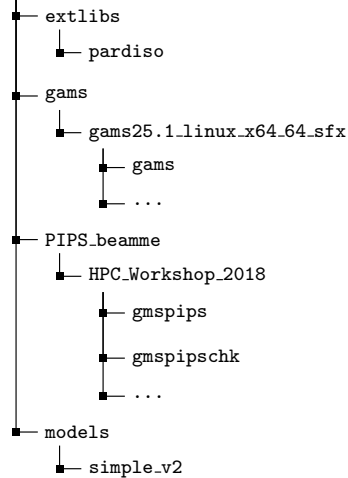 extlibs
pardiso
gams
gams25.1_linux_x64_64_sfx
gams
...
PIPS_beamme
HPC_Workshop_2018
gmspips
gmspipschk
...
models
simple_v2